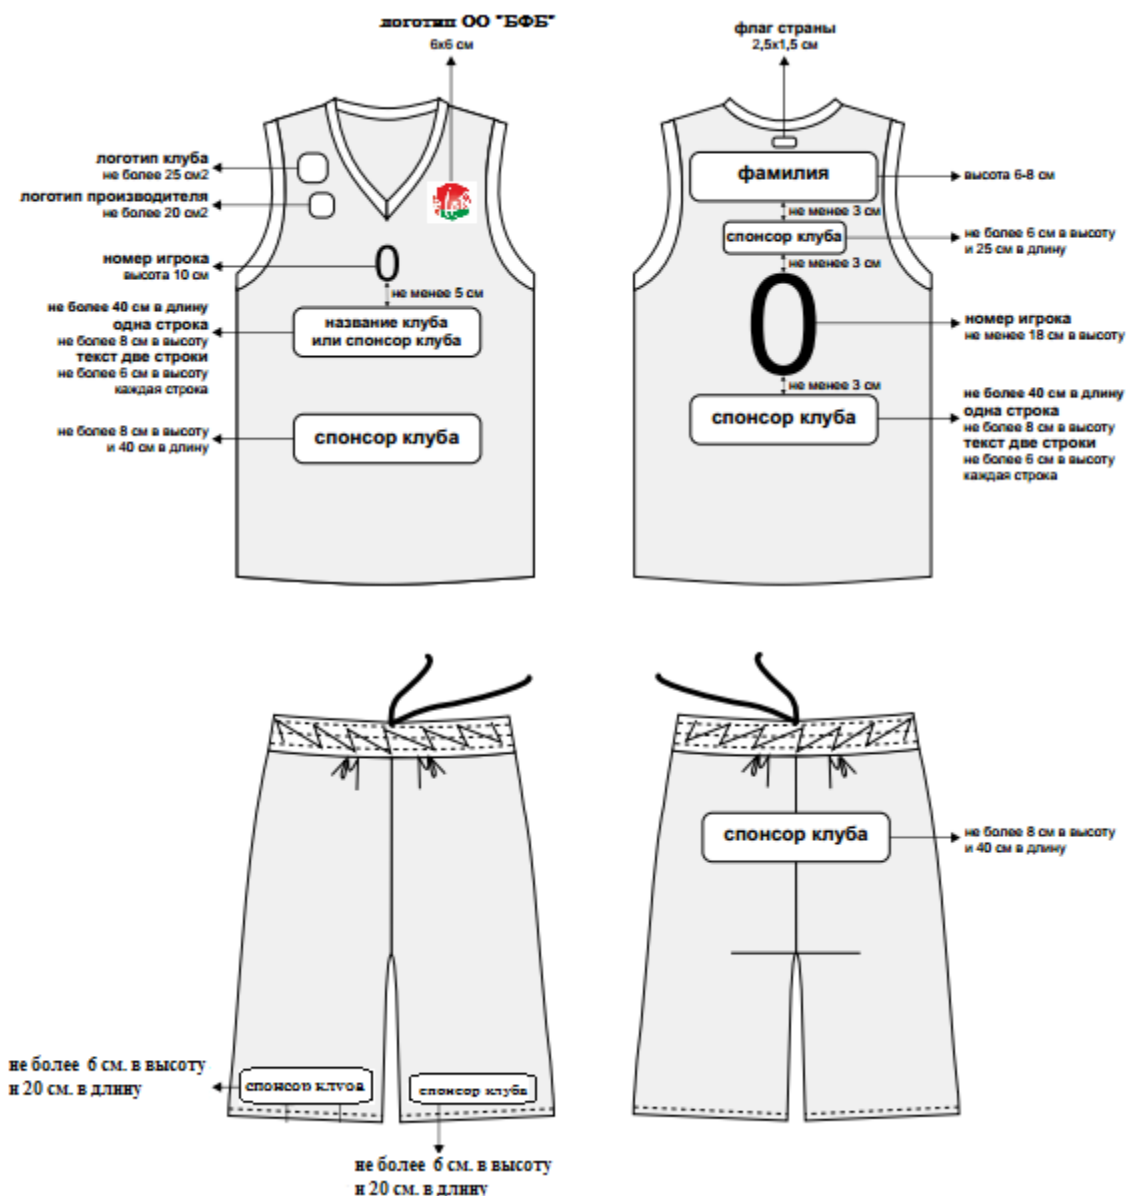 логотип ОО "БФБ"
6x6 см
флаг страны
2,5x1,5 см
логотип клуба
не более 25 см2
логотип производителя
не более 20 см2
номер игрока
высота 10 см
0
не менее 5 см
не более 40 см в длину
одна строка
не более 8 см в высоту
текст две строки
не более 6 см в высоту
каждая строка
название клуба
или спонсор клуба
не более 8 см в высоту
и 40 см в длину
спонсор клуба
фамилия
высота 6-8 см
не менее 3 см
спонсор клуба
не более 6 см в высоту
и 25 см в длину
не менее 3 см
0
номер игрока
не менее 18 см в высоту
не менее 3 см
спонсор клуба
не более 40 см в длину
одна строка
не более 8 см в высоту
текст две строки
не более 6 см в высоту
каждая строка
спонсор клуба
не более 8 см в высоту
и 40 см в длину
не более 6 см. в высоту
и 20 см. в длину
спонсор клуба
спонсор клуба
не более 6 см. в высоту
и 20 см. в длину